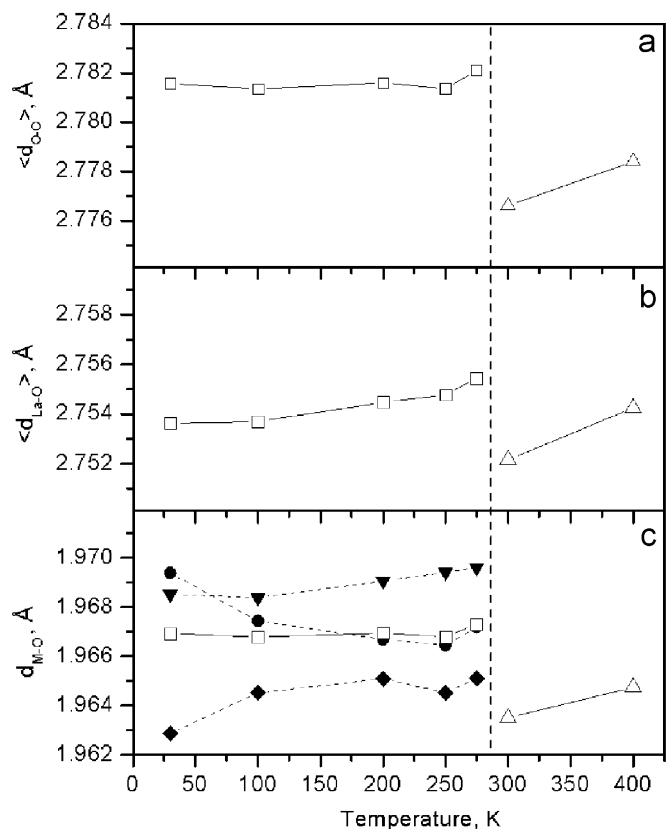 2.784
2.782
2.780
2.778
2.776
<d_O-O>, Å
a
2.758
2.756
2.754
2.752
<d_La-O>, Å
b
1.970
1.968
1.966
1.964
1.962
d_M-O, Å
c
0 50 100 150 200 250 300 350 400
Temperature, K